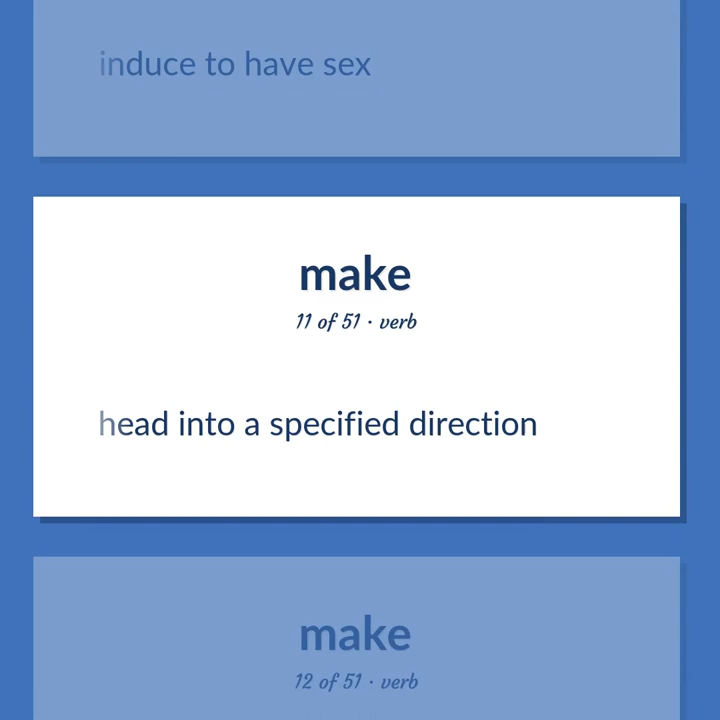 induce to have sex
make
11 of 51 · verb
head into a specified direction
make
12 of 51 · verb